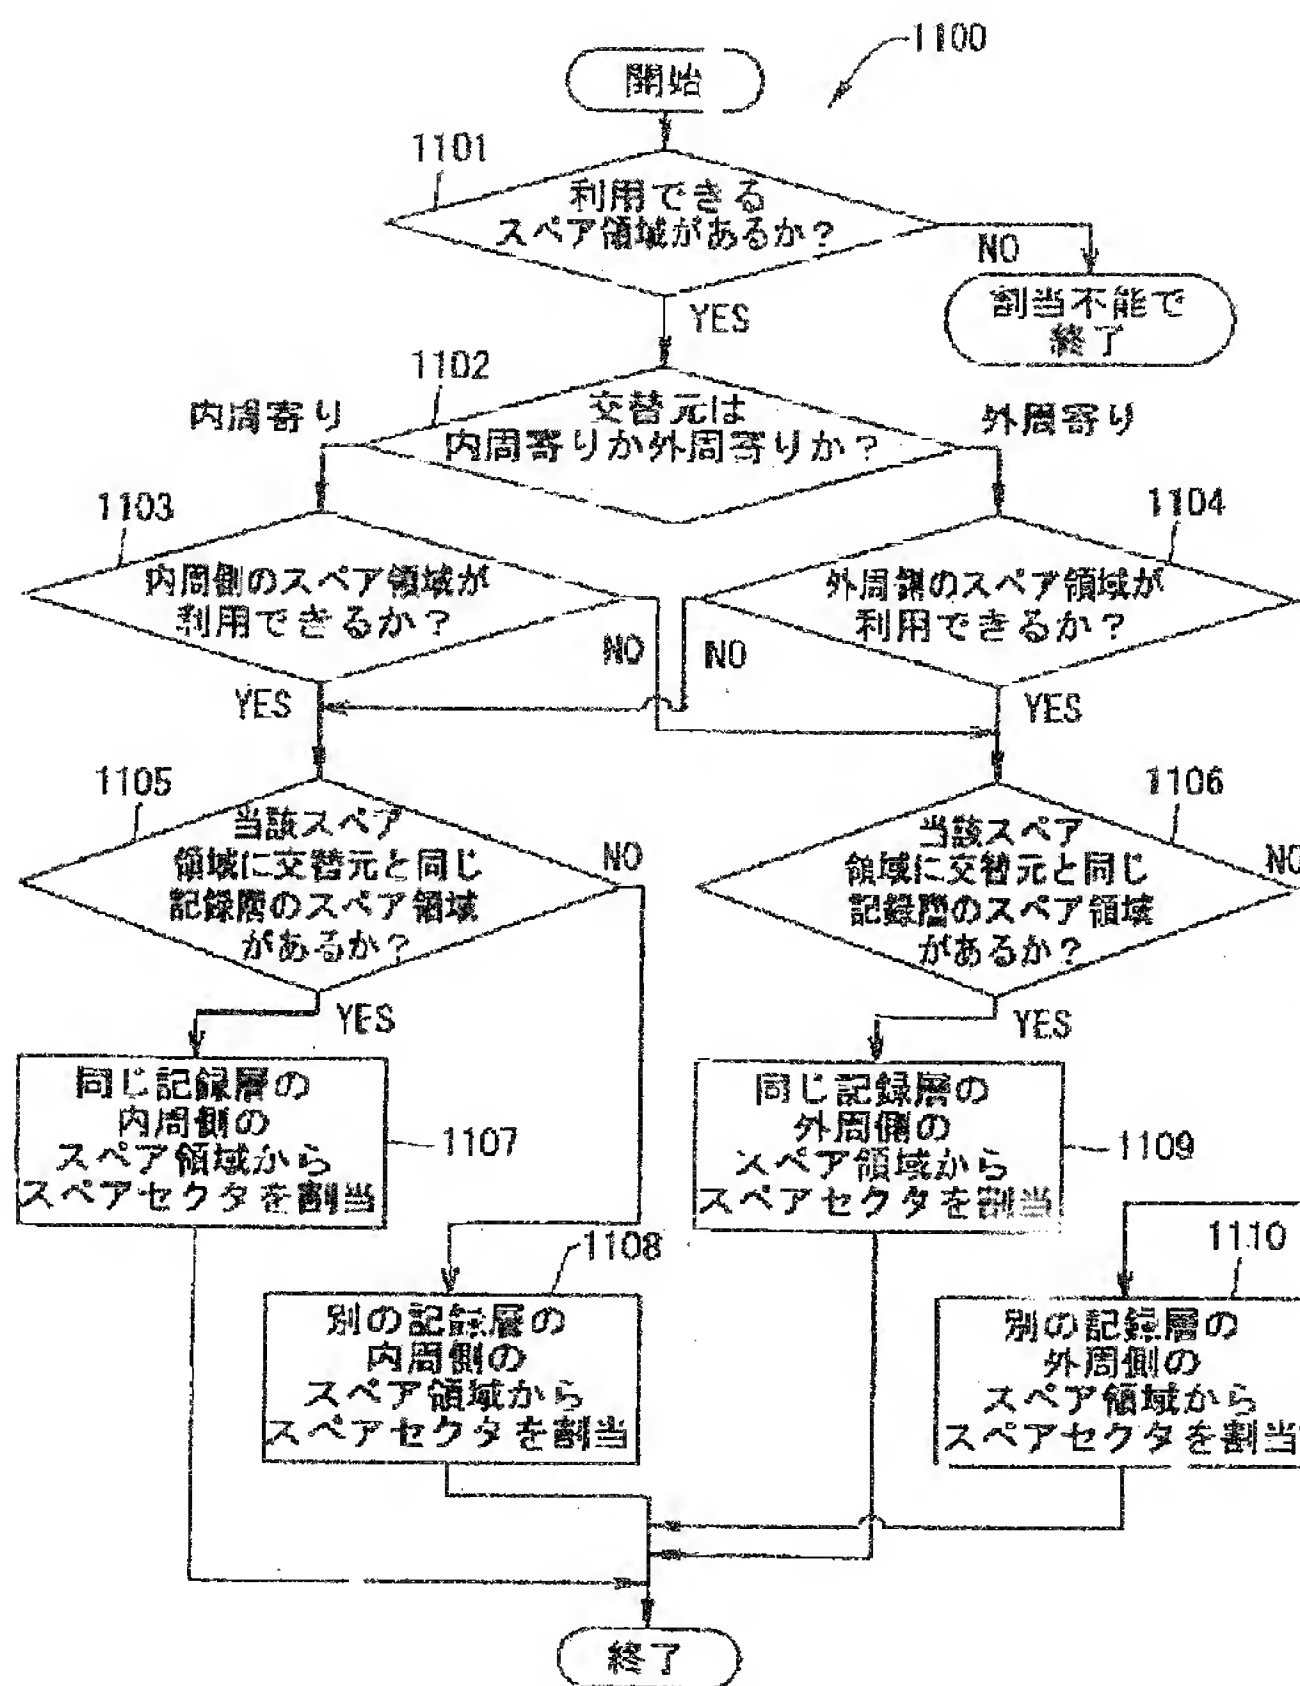 1100
開始
1101
利用できる
スペア領域があるか？
NO
割当不能で
終了
YES
1102
交替元は
内周寄りか外周寄りか？
内周寄り
外周寄り
1103
内周側のスペア領域が
利用できるか？
NO
YES
1104
外周側のスペア領域が
利用できるか？
NO
YES
1105
当該スペア
領域に交替元と同じ
記録層のスペア領域
があるか？
NO
YES
1106
当該スペア
領域に交替元と同じ
記録層のスペア領域
があるか？
NO
YES
同じ記録層の
内周側の
スペア領域から
スペアセクタを割当
1107
同じ記録層の
外周側の
スペア領域から
スペアセクタを割当
1109
1108
別の記録層の
内周側の
スペア領域から
スペアセクタを割当
1110
別の記録層の
外周側の
スペア領域から
スペアセクタを割当
終了